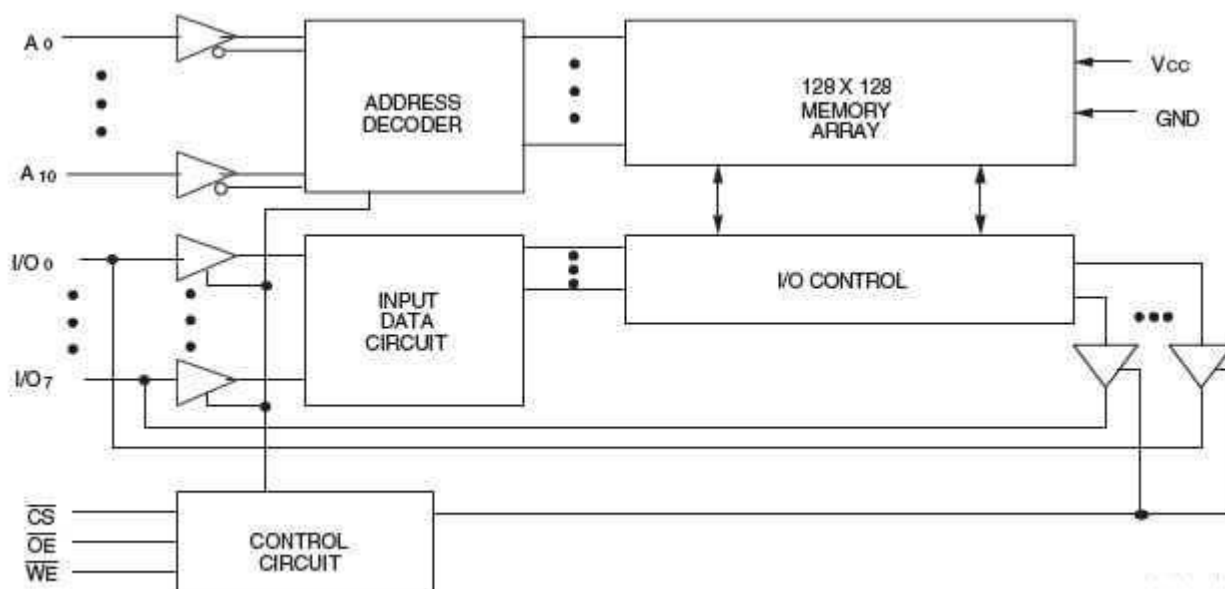 A0
ADDRESS
DECODER
128 X 128
MEMORY
ARRAY
Vcc
GND
A10
I/O0
INPUT
DATA
CIRCUIT
I/O CONTROL
I/O7
CS
OE
WE
CONTROL
CIRCUIT